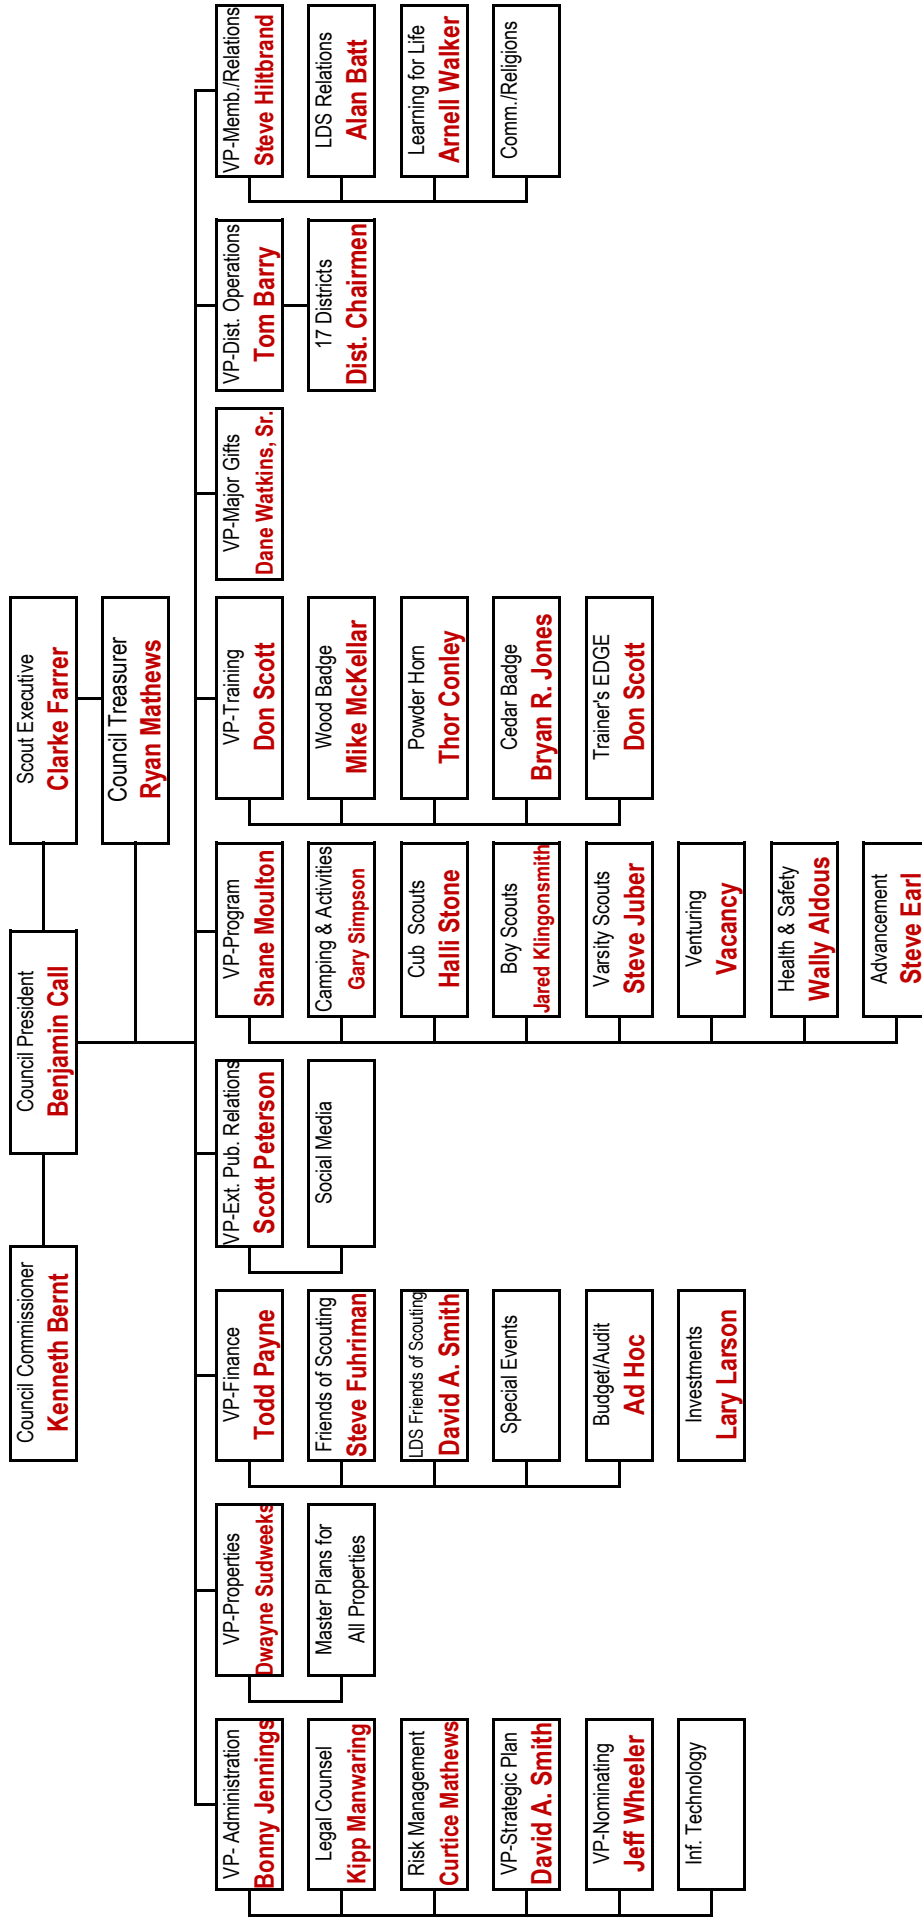 Council Commissioner
Kenneth Bernt
Council President
Benjamin Call
Scout Executive
Clarke Farrer
Council Treasurer
Ryan Mathews
VP- Administration
Bonny Jennings
Legal Counsel
Kipp Manwaring
Risk Management
Curtice Mathews
VP-Strategic Plan
David A. Smith
VP-Nominating
Jeff Wheeler
Inf. Technology
VP-Properties
Dwayne Sudweeks
Master Plans for
All Properties
VP-Finance
Todd Payne
Friends of Scouting
Steve Fuhriman
LDS Friends of Scouting
David A. Smith
Special Events
Budget/Audit
Ad Hoc
Investments
Lary Larson
VP-Ext. Pub. Relations
Scott Peterson
Social Media
VP-Program
Shane Moulton
Camping & Activities
Gary Simpson
Cub Scouts
Halli Stone
Boy Scouts
Jared Klingonsmith
Varsity Scouts
Steve Juber
Venturing
Vacancy
Health & Safety
Wally Aldous
Advancement
Steve Earl
VP-Training
Don Scott
Wood Badge
Mike McKellar
Powder Horn
Thor Conley
Cedar Badge
Bryan R. Jones
Trainer's EDGE
Don Scott
VP-Major Gifts
Dane Watkins, Sr.
VP-Dist. Operations
Tom Barry
17 Districts
Dist. Chairmen
VP-Memb./Relations
Steve Hiltbrand
LDS Relations
Alan Batt
Learning for Life
Arnell Walker
Comm./Religions